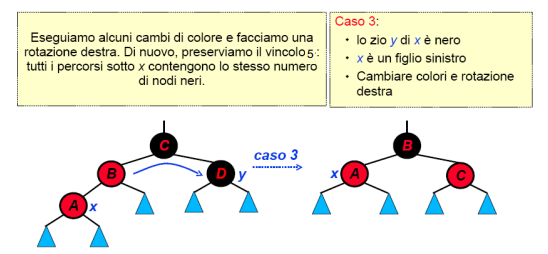 Eseguiamo alcuni cambi di colore e facciamo una
rotazione destra. Di nuovo, preserviamo il vincolo 5 :
tutti i percorsi sotto x contengono lo stesso numero
di nodi neri.
Caso 3:
• lo zio y di x è nero
• x è un figlio sinistro
• Cambiare colori e rotazione
destra
C
B
D
y
A
x
caso 3
B
x
A
C